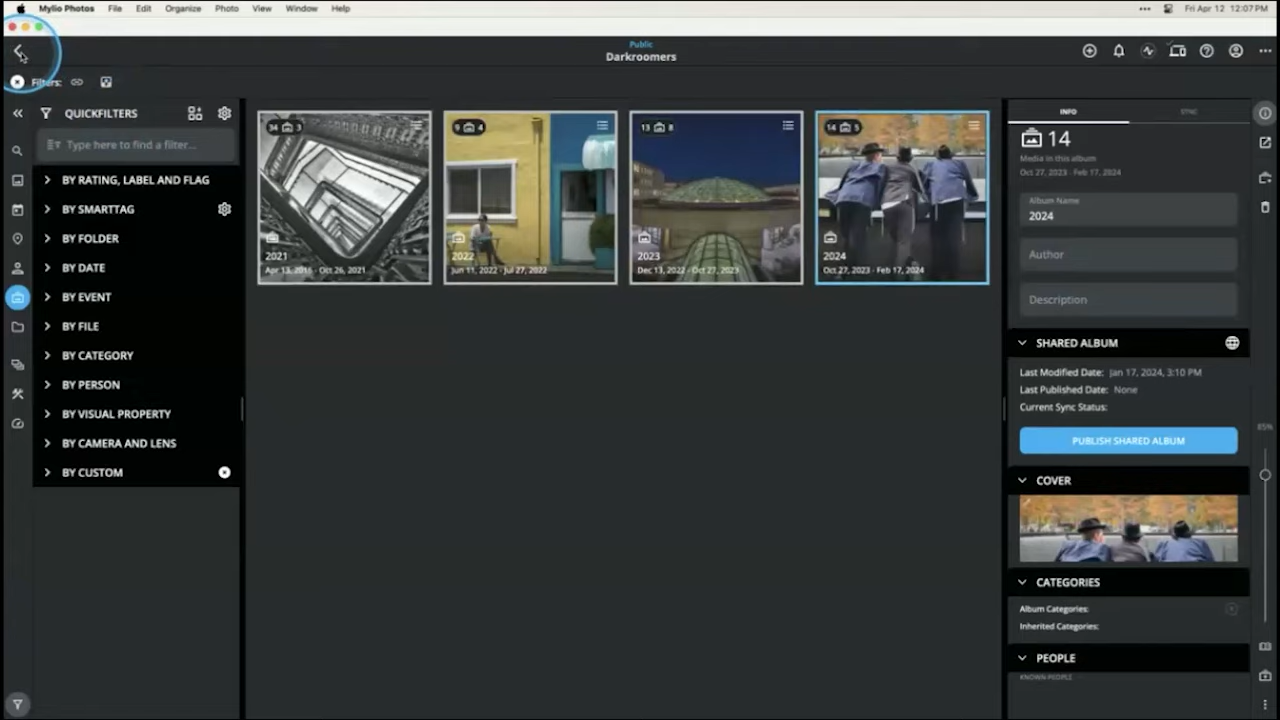 Mylio Photos File Edit Organize Photo View Window Help
Fri Apr 12 12:07 PM
Public
Darkroomers
Filters:
QUICKFILTERS
Type here to find a filter...
BY RATING, LABEL AND FLAG
BY SMARTTAG
BY FOLDER
BY DATE
BY EVENT
BY FILE
BY CATEGORY
BY PERSON
BY VISUAL PROPERTY
BY CAMERA AND LENS
BY CUSTOM
34 3
2021
Apr 13, 2016 - Oct 26, 2021
9 4
2022
Jun 11, 2022 - Jul 27, 2022
13 8
2023
Dec 13, 2022 - Oct 27, 2023
14 5
2024
Oct 27, 2023 - Feb 17, 2024
INFO
SYNC
14
Media in this album
Oct 27, 2023 - Feb 17, 2024
Album Name
2024
Author
Description
SHARED ALBUM
Last Modified Date: Jan 17, 2024, 3:10 PM
Last Published Date: None
Current Sync Status:
PUBLISH SHARED ALBUM
COVER
CATEGORIES
Album Categories:
Inherited Categories:
PEOPLE
KNOWN PEOPLE
85%